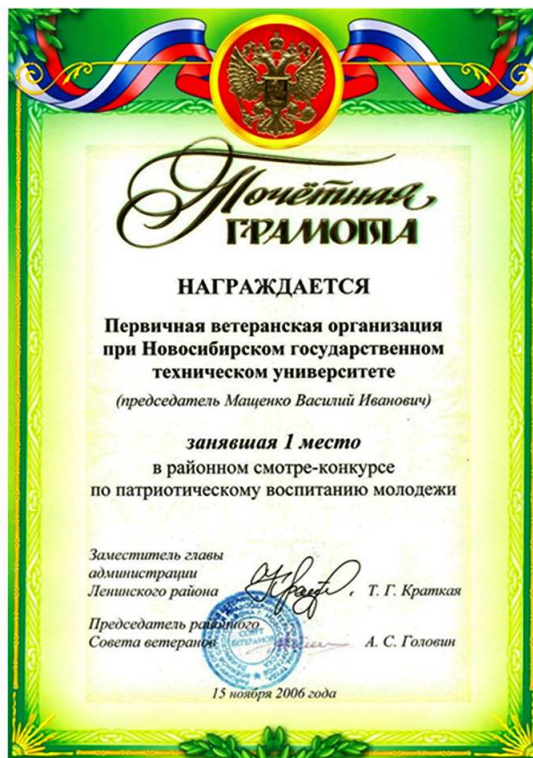 Почётная
ГРАМОТА
НАГРАЖДАЕТСЯ
Первичная ветеранская организация
при Новосибирском государственном
техническом университете
(председатель Мащенко Василий Иванович)
занявшая 1 место
в районном смотре-конкурсе
по патриотическому воспитанию молодежи
Заместитель главы
администрации
Ленинского района
Т. Г. Краткая
Председатель районного
Совета ветеранов
А. С. Головин
СОВЕТ
ВЕТЕРАНОВ
15 ноября 2006 года